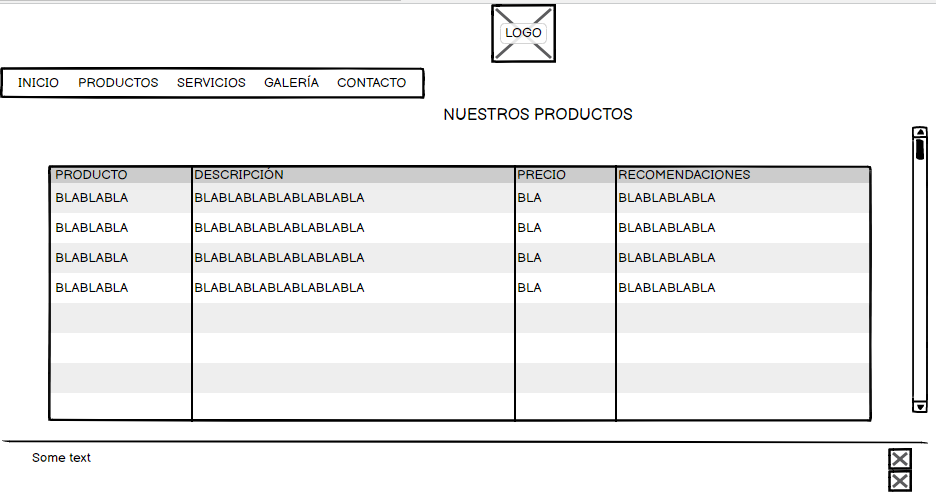 LOGO
INICIO PRODUCTOS SERVICIOS GALERÍA CONTACTO
NUESTROS PRODUCTOS
PRODUCTO DESCRIPCIÓN PRECIO RECOMENDACIONES
BLABLABLA BLABLABLABLABLABLABLA BLA BLABLABLABLA
BLABLABLA BLABLABLABLABLABLABLA BLA BLABLABLABLA
BLABLABLA BLABLABLABLABLABLABLA BLA BLABLABLABLA
BLABLABLA BLABLABLABLABLABLABLA BLA BLABLABLABLA
Some text